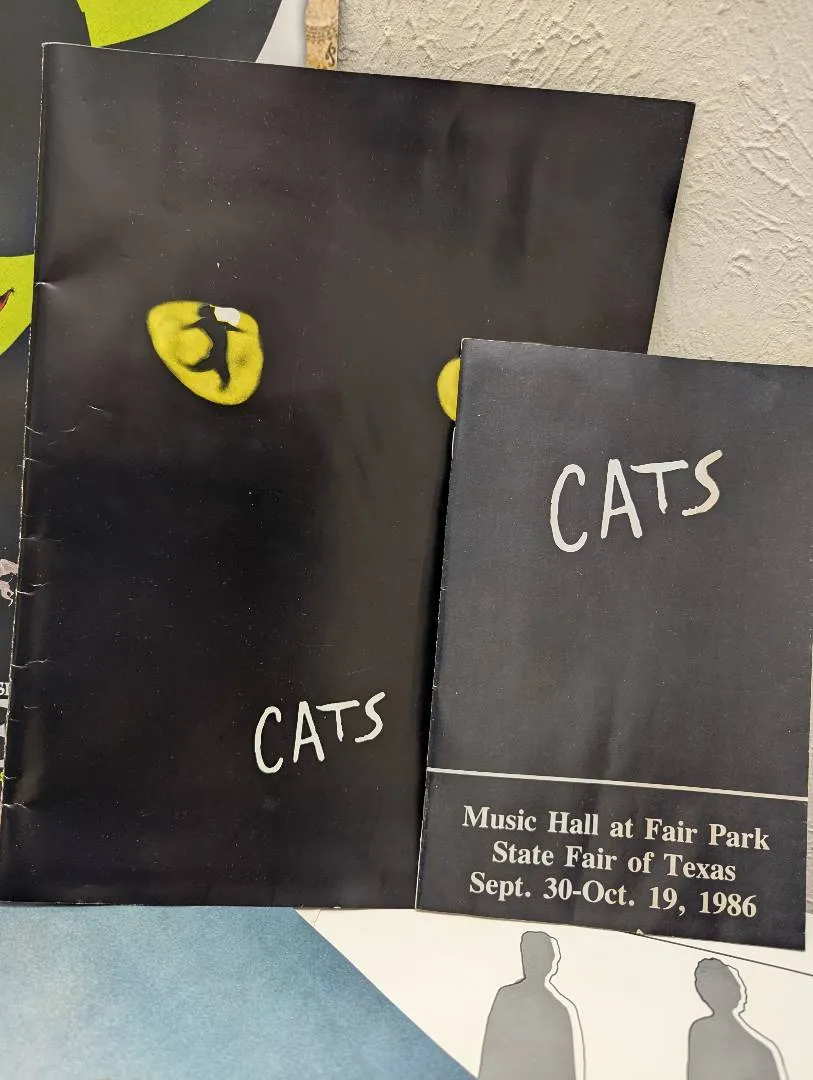 CATS
CATS
Music Hall at Fair Park
State Fair of Texas
Sept. 30-Oct. 19, 1986